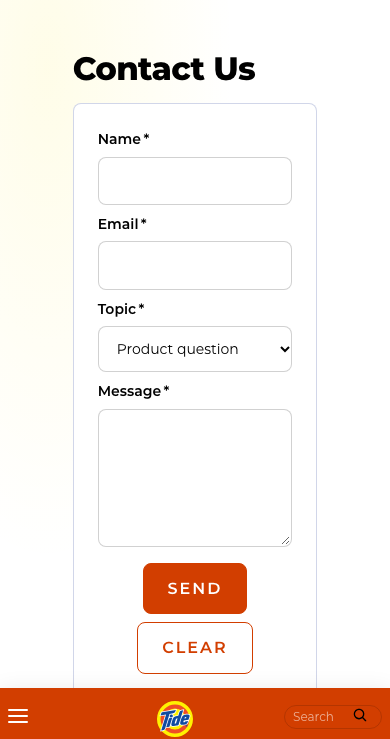 Contact Us
Name *
Email *
Topic *
Product question
Message *
SEND
CLEAR
Tide
Search